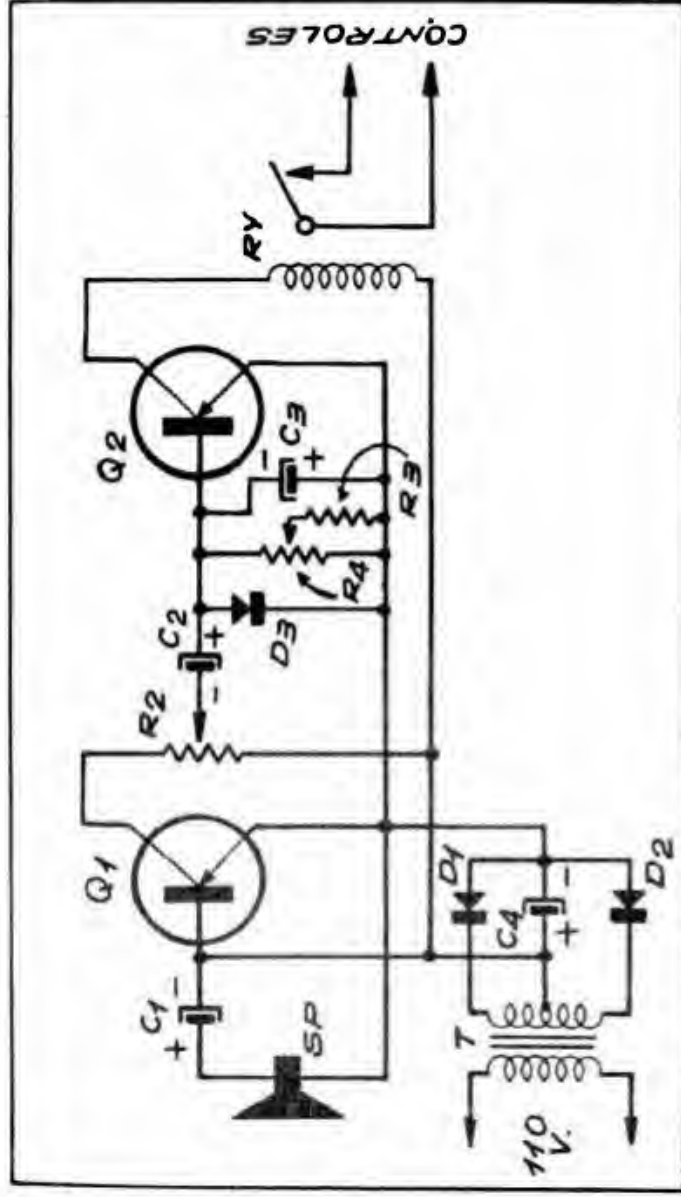 CONTROLES
RY
Q2
C3
-
+
R3
R4
C2
+
-
D3
R2
Q1
C1
-
+
SP
D1
C4
-
+
D2
T
110
V.